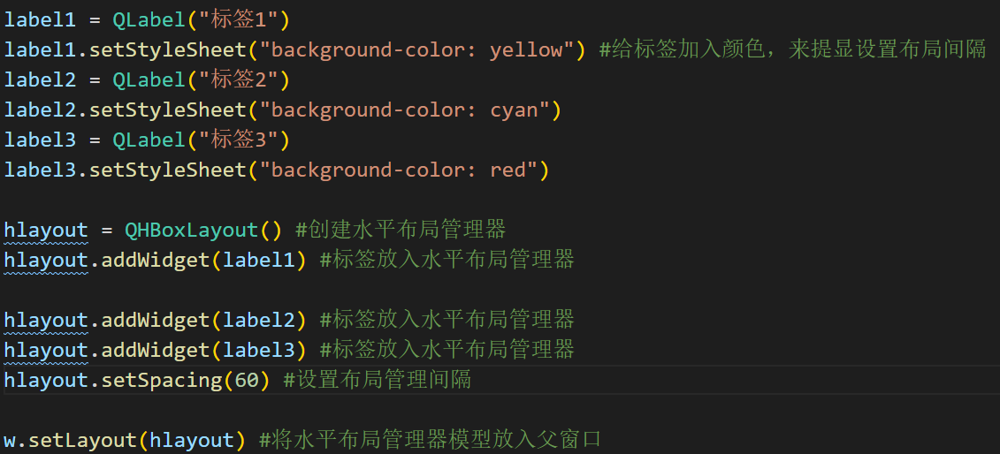 label1 = QLabel("标签1")
label1.setStyleSheet("background-color: yellow") #给标签加入颜色，来提显设置布局间隔
label2 = QLabel("标签2")
label2.setStyleSheet("background-color: cyan")
label3 = QLabel("标签3")
label3.setStyleSheet("background-color: red")
hlayout = QHBoxLayout() #创建水平布局管理器
hlayout.addWidget(label1) #标签放入水平布局管理器
hlayout.addWidget(label2) #标签放入水平布局管理器
hlayout.addWidget(label3) #标签放入水平布局管理器
hlayout.setSpacing(60) #设置布局管理间隔
w.setLayout(hlayout) #将水平布局管理器模型放入父窗口